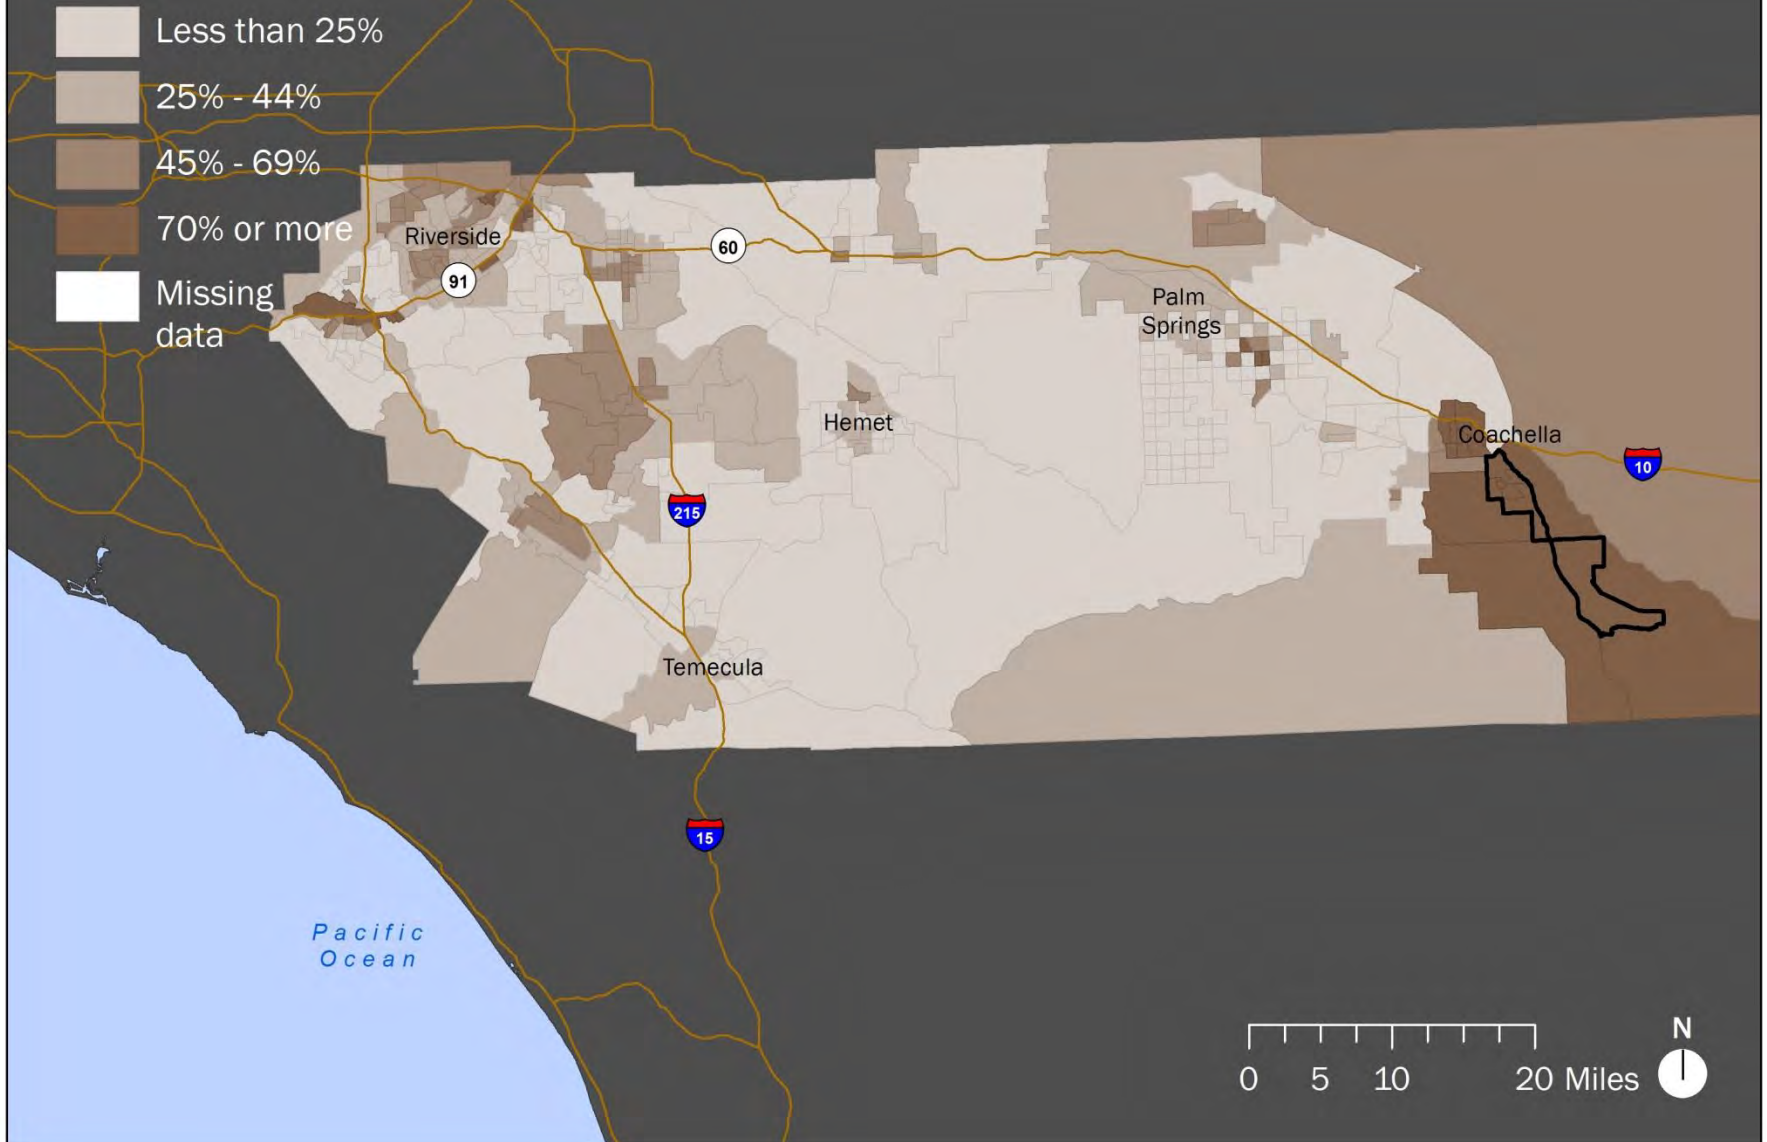 Less than 25%
25% - 44%
45% - 69%
70% or more
Missing
data
Riverside
60
91
Palm
Springs
Hemet
Coachella
10
215
Temecula
15
Pacific
Ocean
N
0 5 10 20 Miles